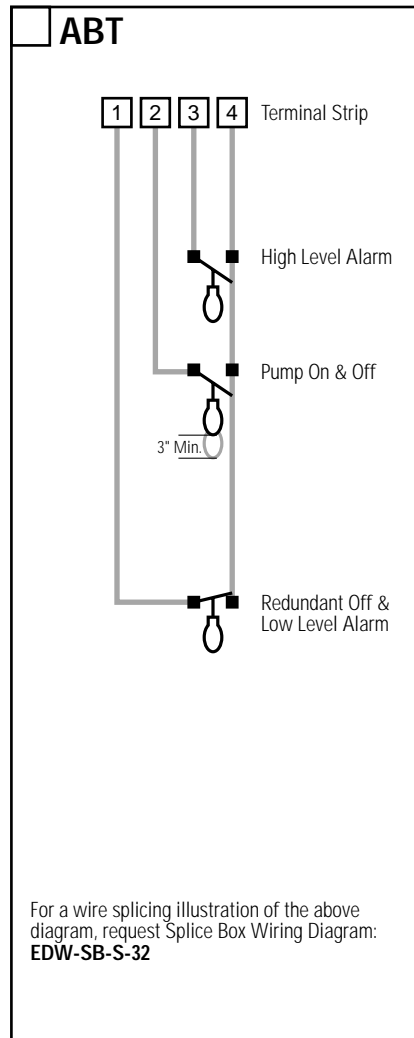 ABT
1 2 3 4 Terminal Strip
High Level Alarm
Pump On & Off
3" Min.
Redundant Off &
Low Level Alarm
For a wire splicing illustration of the above
diagram, request Splice Box Wiring Diagram:
EDW-SB-S-32